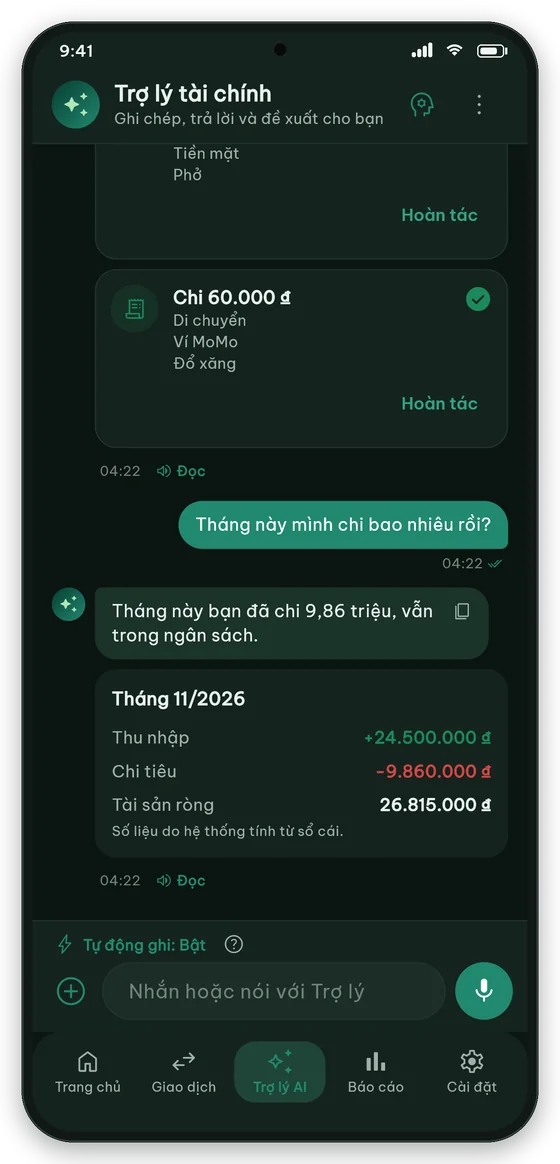 9:41
Trợ lý tài chính
Ghi chép, trả lời và đề xuất cho bạn
Tiền mặt
Phở
Hoàn tác
Chi 60.000 ₫
Di chuyển
Ví MoMo
Đổ xăng
Hoàn tác
04:22 Đọc
Tháng này mình chi bao nhiêu rồi?
04:22
Tháng này bạn đã chi 9,86 triệu, vẫn
trong ngân sách.
Tháng 11/2026
Thu nhập +24.500.000 ₫
Chi tiêu -9.860.000 ₫
Tài sản ròng 26.815.000 ₫
Số liệu do hệ thống tính từ sổ cái.
04:22 Đọc
Tự động ghi: Bật
Nhắn hoặc nói với Trợ lý
Trang chủ Giao dịch Trợ lý AI Báo cáo Cài đặt